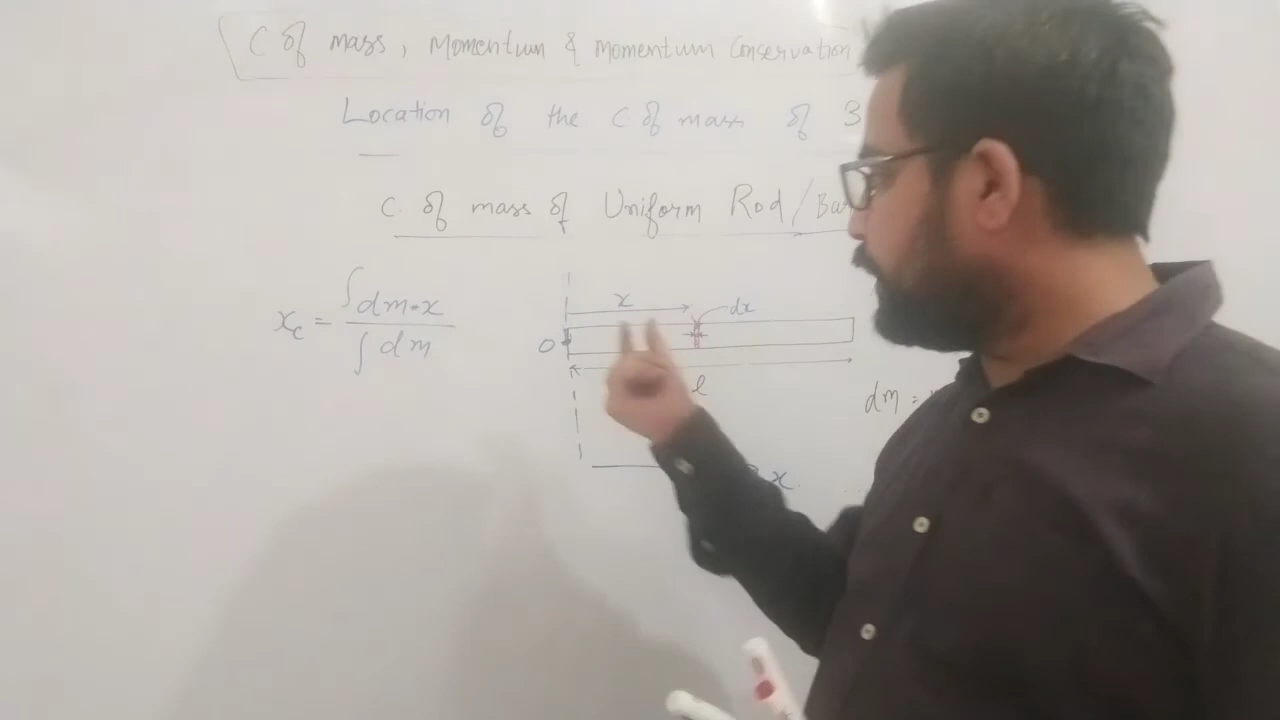 C of mass, Momentum & Momentum Conservation
Location of the C of mass of 3
C. of mass of Uniform Rod/Ba
x_c = ∫dm·x / ∫dm
x
dx
O
l
dm =
x